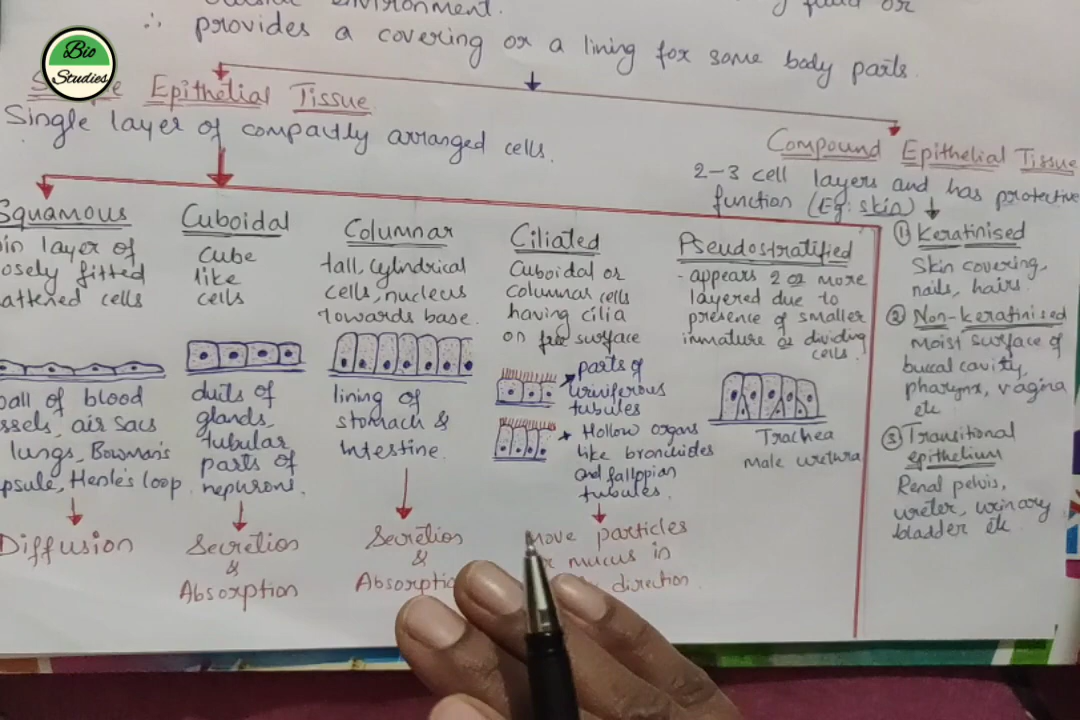 environment.
fluid or
∴ provides a covering or a lining for some body parts.
Bio
Studies
Epithelial Tissue
Single layer of compactly arranged cells.
Compound Epithelial Tissue
2-3 cell layers and has protective
function (Eg: skin)
Squamous
layer of
fitted
cells
wall of blood
air sacs
lungs, Bowman's
Henle's loop
Diffusion
Cuboidal
Cube
like
cells
ducts of
glands,
tubular
parts of
nephrons.
Secretion
&
Absorption
Columnar
tall, cylindrical
cells, nucleus
towards base.
lining of
stomach &
Intestine.
Secretion
&
Ciliated
Cuboidal or
columnar cells
having cilia
on free surface
parts of
uriniferous
tubules
Hollow organs
like bronchioles
and fallopian
tubules.
move particles
mucus in
direction.
Pseudostratified
- appears 2 or more
layered due to
presence of smaller
immature or dividing
cells.
Trachea
male urethra
① Keratinised
Skin covering,
nails, hairs.
② Non-keratinised
Moist surface of
buccal cavity,
pharynx, vagina
etc
③ Transitional
epithelium
Renal pelvis,
ureter, urinary
bladder etc